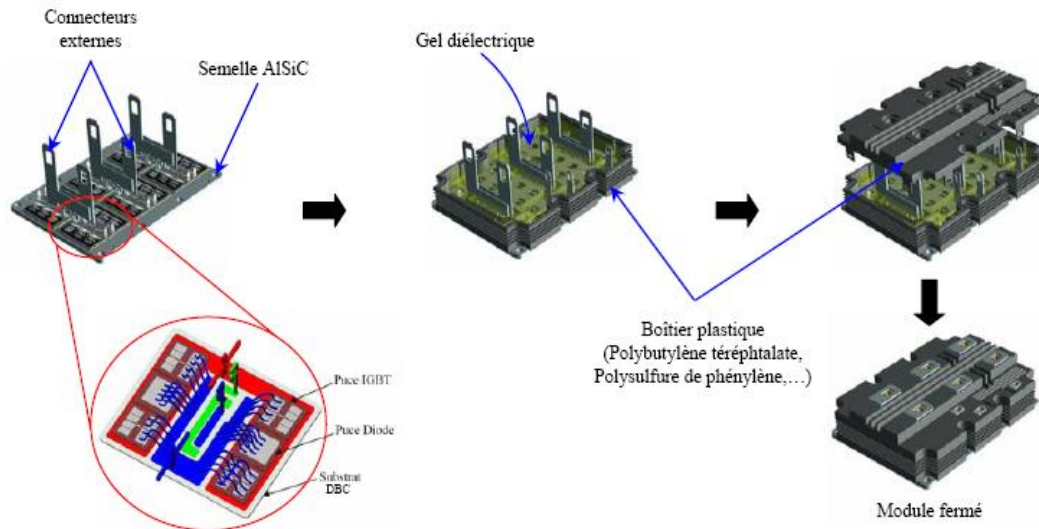 Connecteurs
externes
Semelle AlSiC
Gel diélectrique
Boîtier plastique
(Polybutylène téréphtalate,
Polysulfure de phénylène,…)
Puce IGBT
Puce Diode
Substrat
DBC
Module fermé